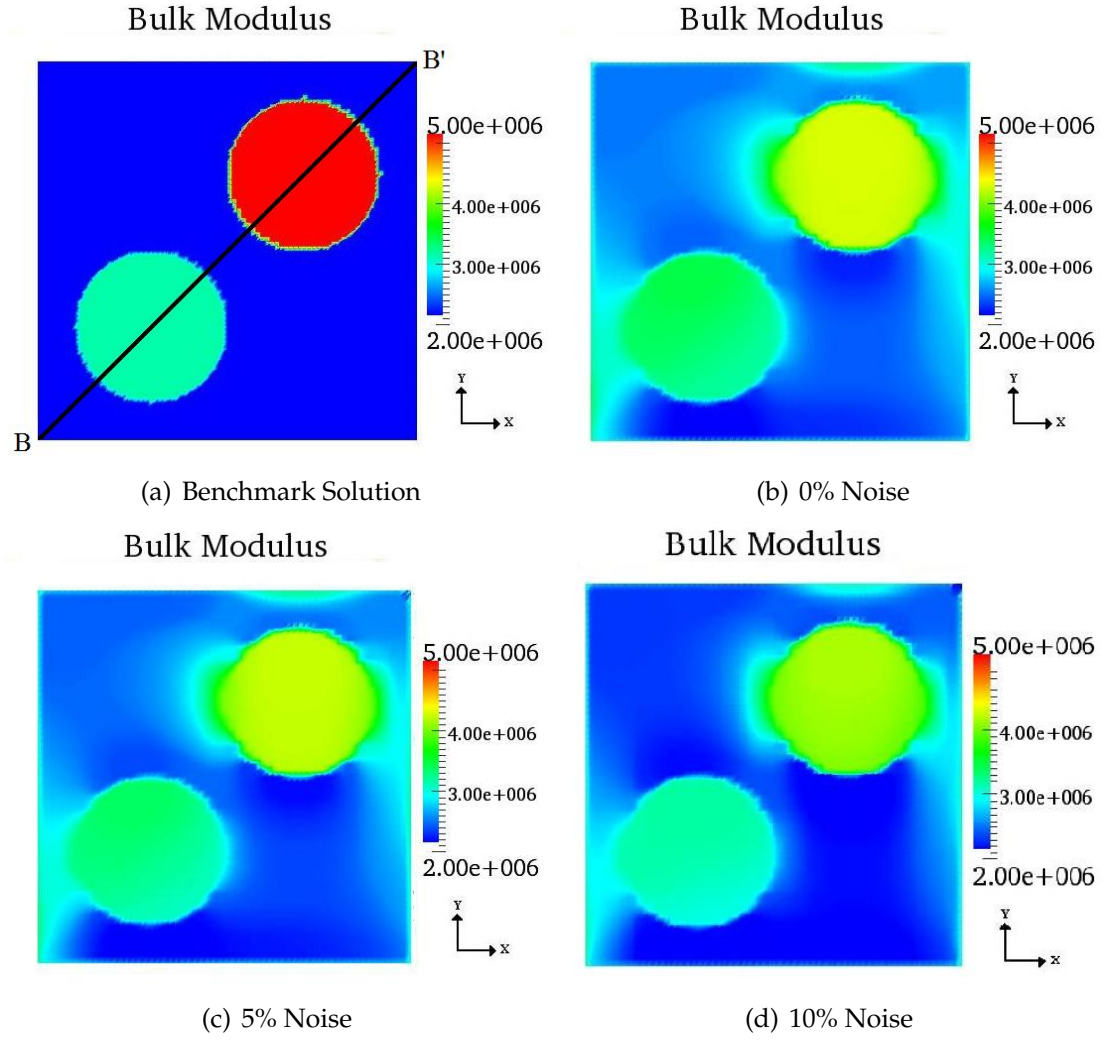 Bulk Modulus
B'
5.00e+006
4.00e+006
3.00e+006
2.00e+006
Y
X
B
(a) Benchmark Solution
Bulk Modulus
5.00e+006
4.00e+006
3.00e+006
2.00e+006
Y
X
(b) 0% Noise
Bulk Modulus
5.00e+006
4.00e+006
3.00e+006
2.00e+006
Y
X
(c) 5% Noise
Bulk Modulus
5.00e+006
4.00e+006
3.00e+006
2.00e+006
Y
X
(d) 10% Noise